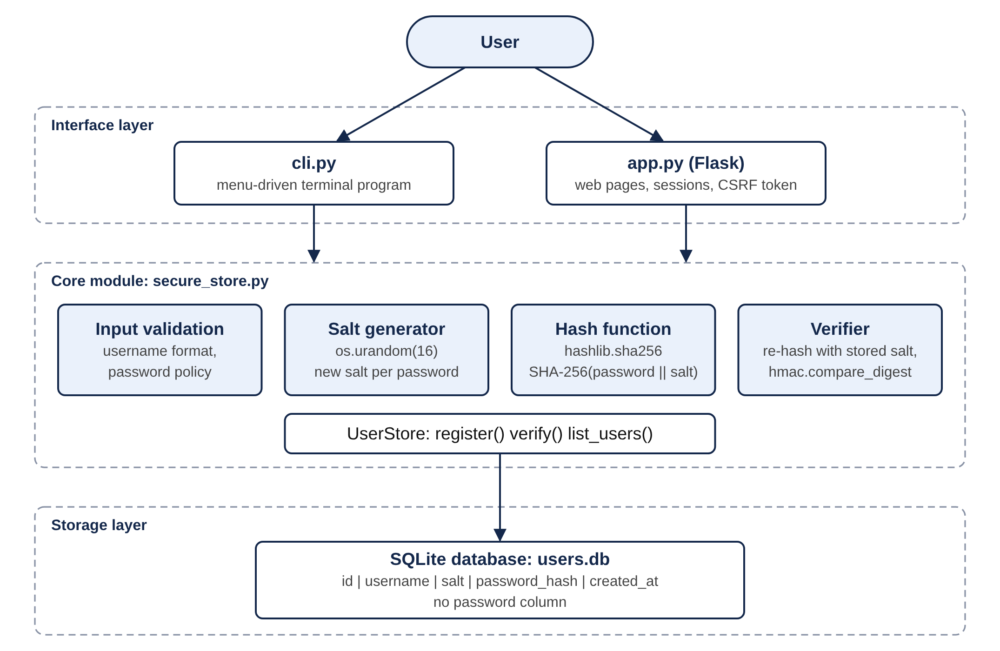 User
Interface layer
cli.py
menu-driven terminal program
app.py (Flask)
web pages, sessions, CSRF token
Core module: secure_store.py
Input validation
username format,
password policy
Salt generator
os.urandom(16)
new salt per password
Hash function
hashlib.sha256
SHA-256(password || salt)
Verifier
re-hash with stored salt,
hmac.compare_digest
UserStore: register() verify() list_users()
Storage layer
SQLite database: users.db
id | username | salt | password_hash | created_at
no password column